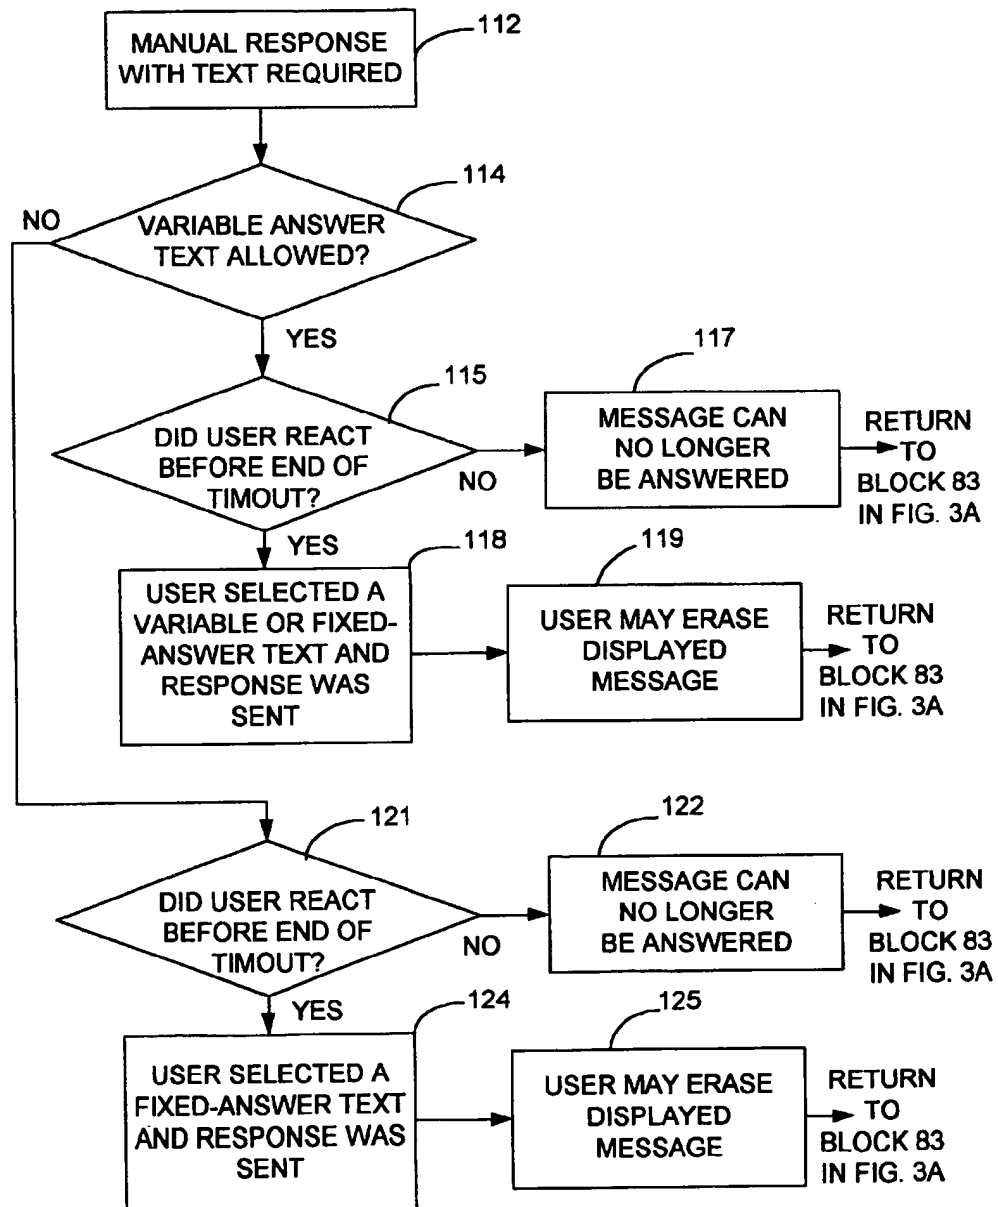 112
MANUAL RESPONSE
WITH TEXT REQUIRED
114
NO
VARIABLE ANSWER
TEXT ALLOWED?
YES
115
DID USER REACT
BEFORE END OF
TIMOUT?
NO
117
MESSAGE CAN
NO LONGER
BE ANSWERED
RETURN
TO
BLOCK 83
IN FIG. 3A
YES
118
USER SELECTED A
VARIABLE OR FIXED-
ANSWER TEXT AND
RESPONSE WAS
SENT
119
USER MAY ERASE
DISPLAYED
MESSAGE
RETURN
TO
BLOCK 83
IN FIG. 3A
121
DID USER REACT
BEFORE END OF
TIMOUT?
NO
122
MESSAGE CAN
NO LONGER
BE ANSWERED
RETURN
TO
BLOCK 83
IN FIG. 3A
YES
124
USER SELECTED A
FIXED-ANSWER TEXT
AND RESPONSE WAS
SENT
125
USER MAY ERASE
DISPLAYED
MESSAGE
RETURN
TO
BLOCK 83
IN FIG. 3A